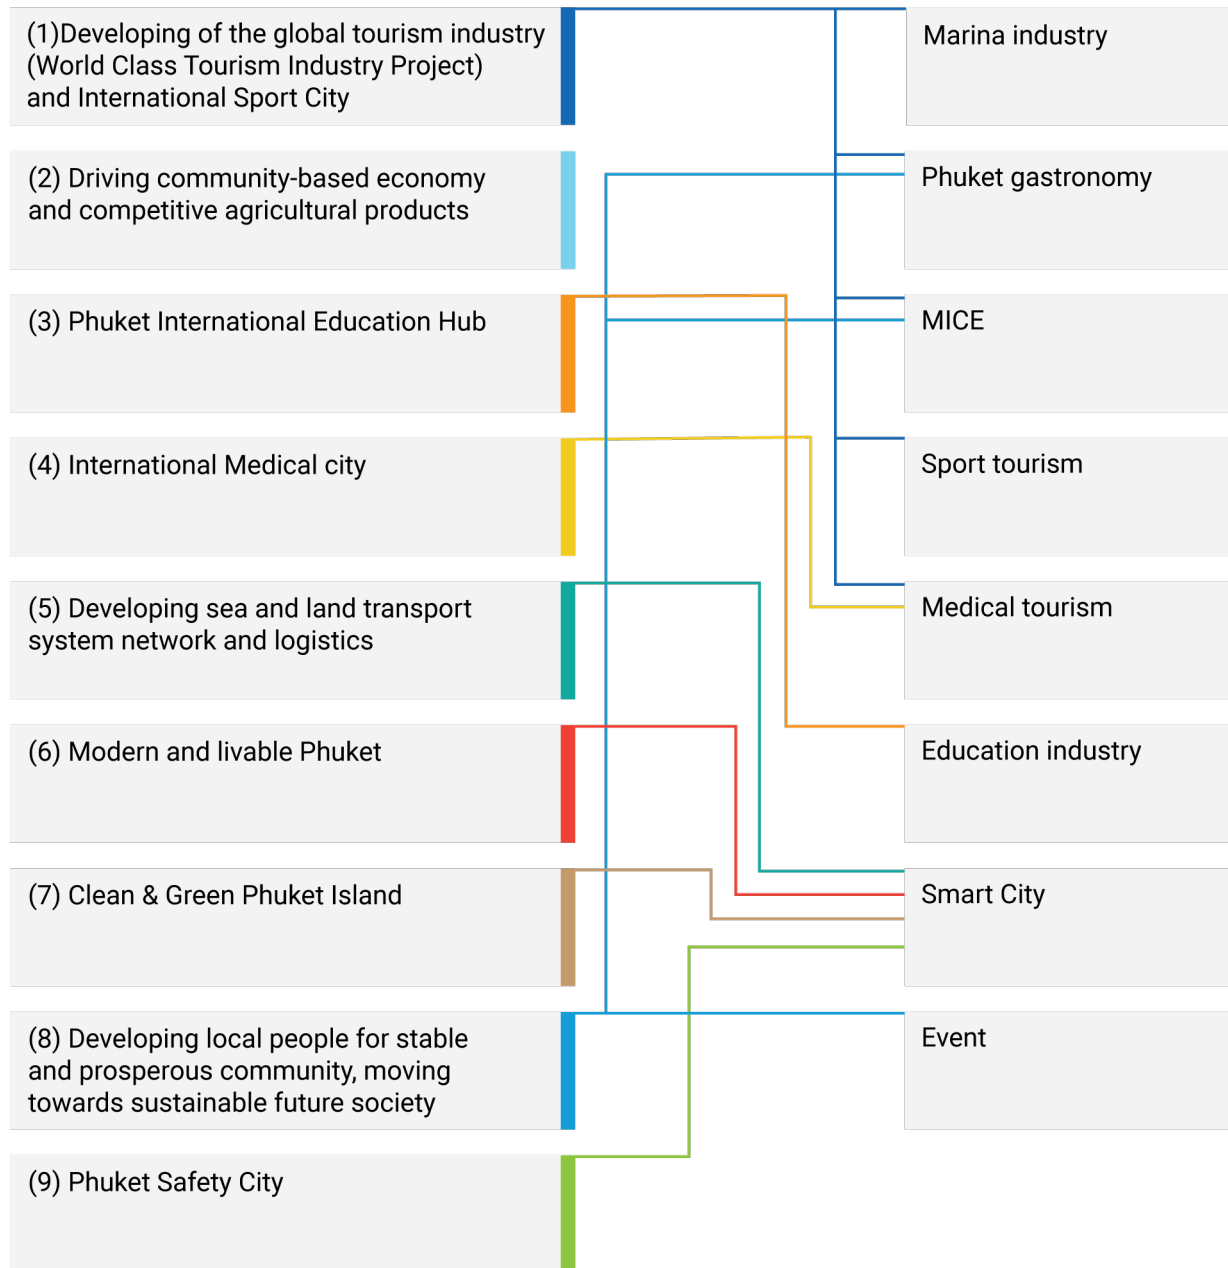 (1)Developing of the global tourism industry
(World Class Tourism Industry Project)
and International Sport City
Marina industry
(2) Driving community-based economy
and competitive agricultural products
Phuket gastronomy
(3) Phuket International Education Hub
MICE
(4) International Medical city
Sport tourism
(5) Developing sea and land transport
system network and logistics
Medical tourism
(6) Modern and livable Phuket
Education industry
(7) Clean & Green Phuket Island
Smart City
(8) Developing local people for stable
and prosperous community, moving
towards sustainable future society
Event
(9) Phuket Safety City